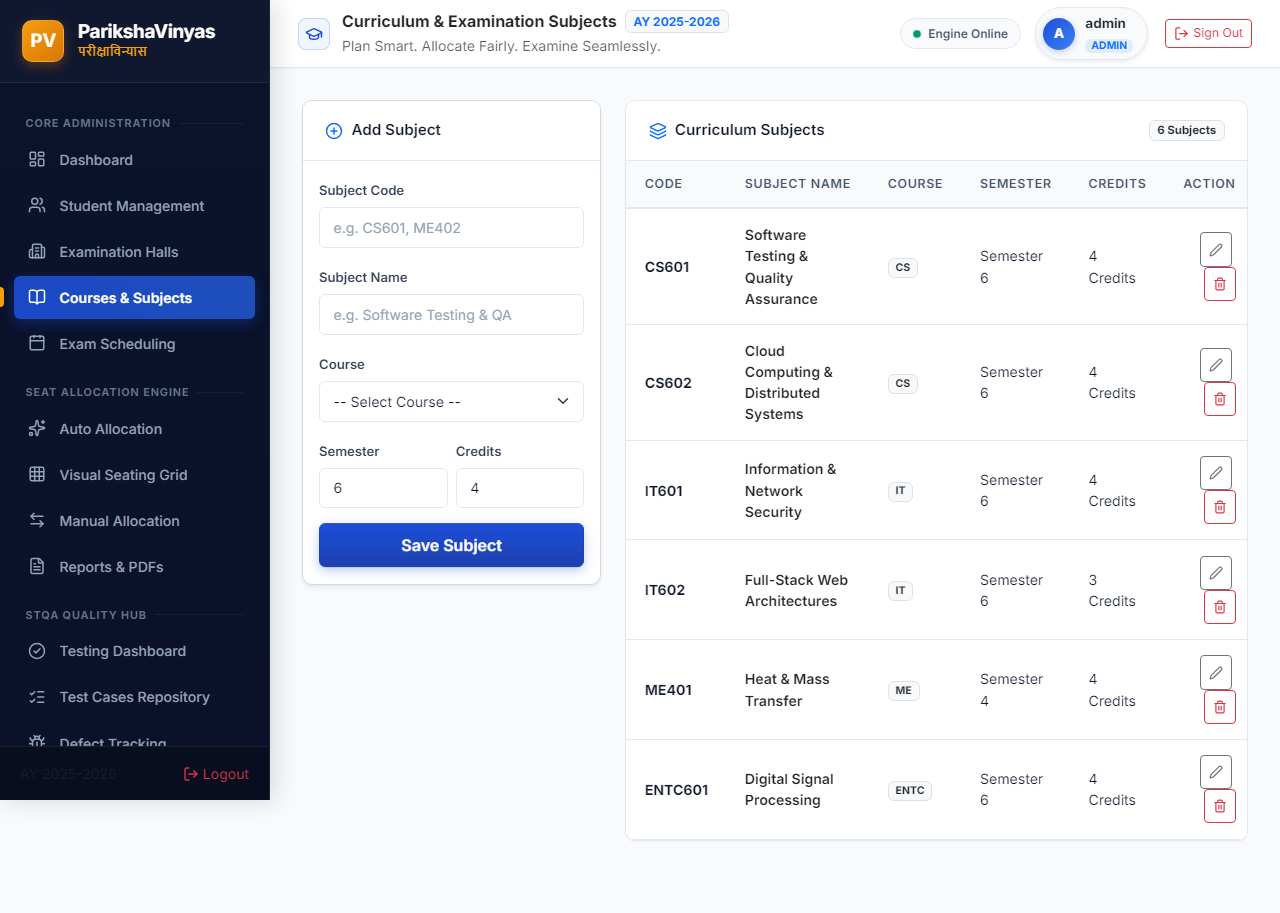 PV
ParikshaVinyas
परीक्षाविन्यास
CORE ADMINISTRATION
Dashboard
Student Management
Examination Halls
Courses & Subjects
Exam Scheduling
SEAT ALLOCATION ENGINE
Auto Allocation
Visual Seating Grid
Manual Allocation
Reports & PDFs
STQA QUALITY HUB
Testing Dashboard
Test Cases Repository
Defect Tracking
AY 2025-2026
Logout
Curriculum & Examination Subjects
AY 2025-2026
Plan Smart. Allocate Fairly. Examine Seamlessly.
Engine Online
A
admin
ADMIN
Sign Out
Add Subject
Subject Code
e.g. CS601, ME402
Subject Name
e.g. Software Testing & QA
Course
-- Select Course --
Semester
Credits
6
4
Save Subject
Curriculum Subjects
6 Subjects
CODE SUBJECT NAME COURSE SEMESTER CREDITS ACTION
CS601
Software
Testing &
Quality
Assurance
CS
Semester
6
4
Credits
CS602
Cloud
Computing &
Distributed
Systems
CS
Semester
6
4
Credits
IT601
Information &
Network
Security
IT
Semester
6
4
Credits
IT602
Full-Stack Web
Architectures
IT
Semester
6
3
Credits
ME401
Heat & Mass
Transfer
ME
Semester
4
4
Credits
ENTC601
Digital Signal
Processing
ENTC
Semester
6
4
Credits